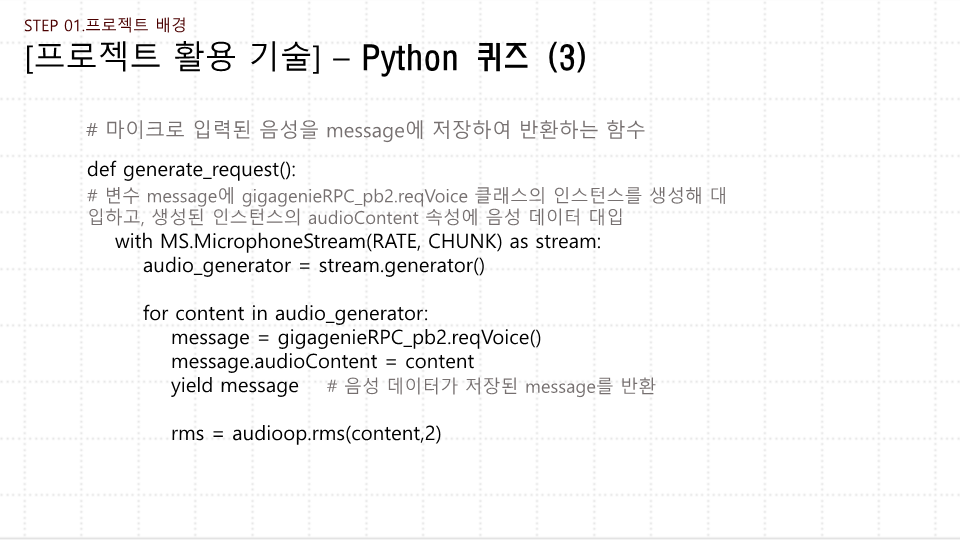 STEP 01.프로젝트 배경
[프로젝트 활용 기술] – Python 퀴즈 (3)
# 마이크로 입력된 음성을 message에 저장하여 반환하는 함수
def generate_request():
# 변수 message에 gigagenieRPC_pb2.reqVoice 클래스의 인스턴스를 생성해 대
입하고, 생성된 인스턴스의 audioContent 속성에 음성 데이터 대입
with MS.MicrophoneStream(RATE, CHUNK) as stream:
audio_generator = stream.generator()
for content in audio_generator:
message = gigagenieRPC_pb2.reqVoice()
message.audioContent = content
yield message # 음성 데이터가 저장된 message를 반환
rms = audioop.rms(content,2)